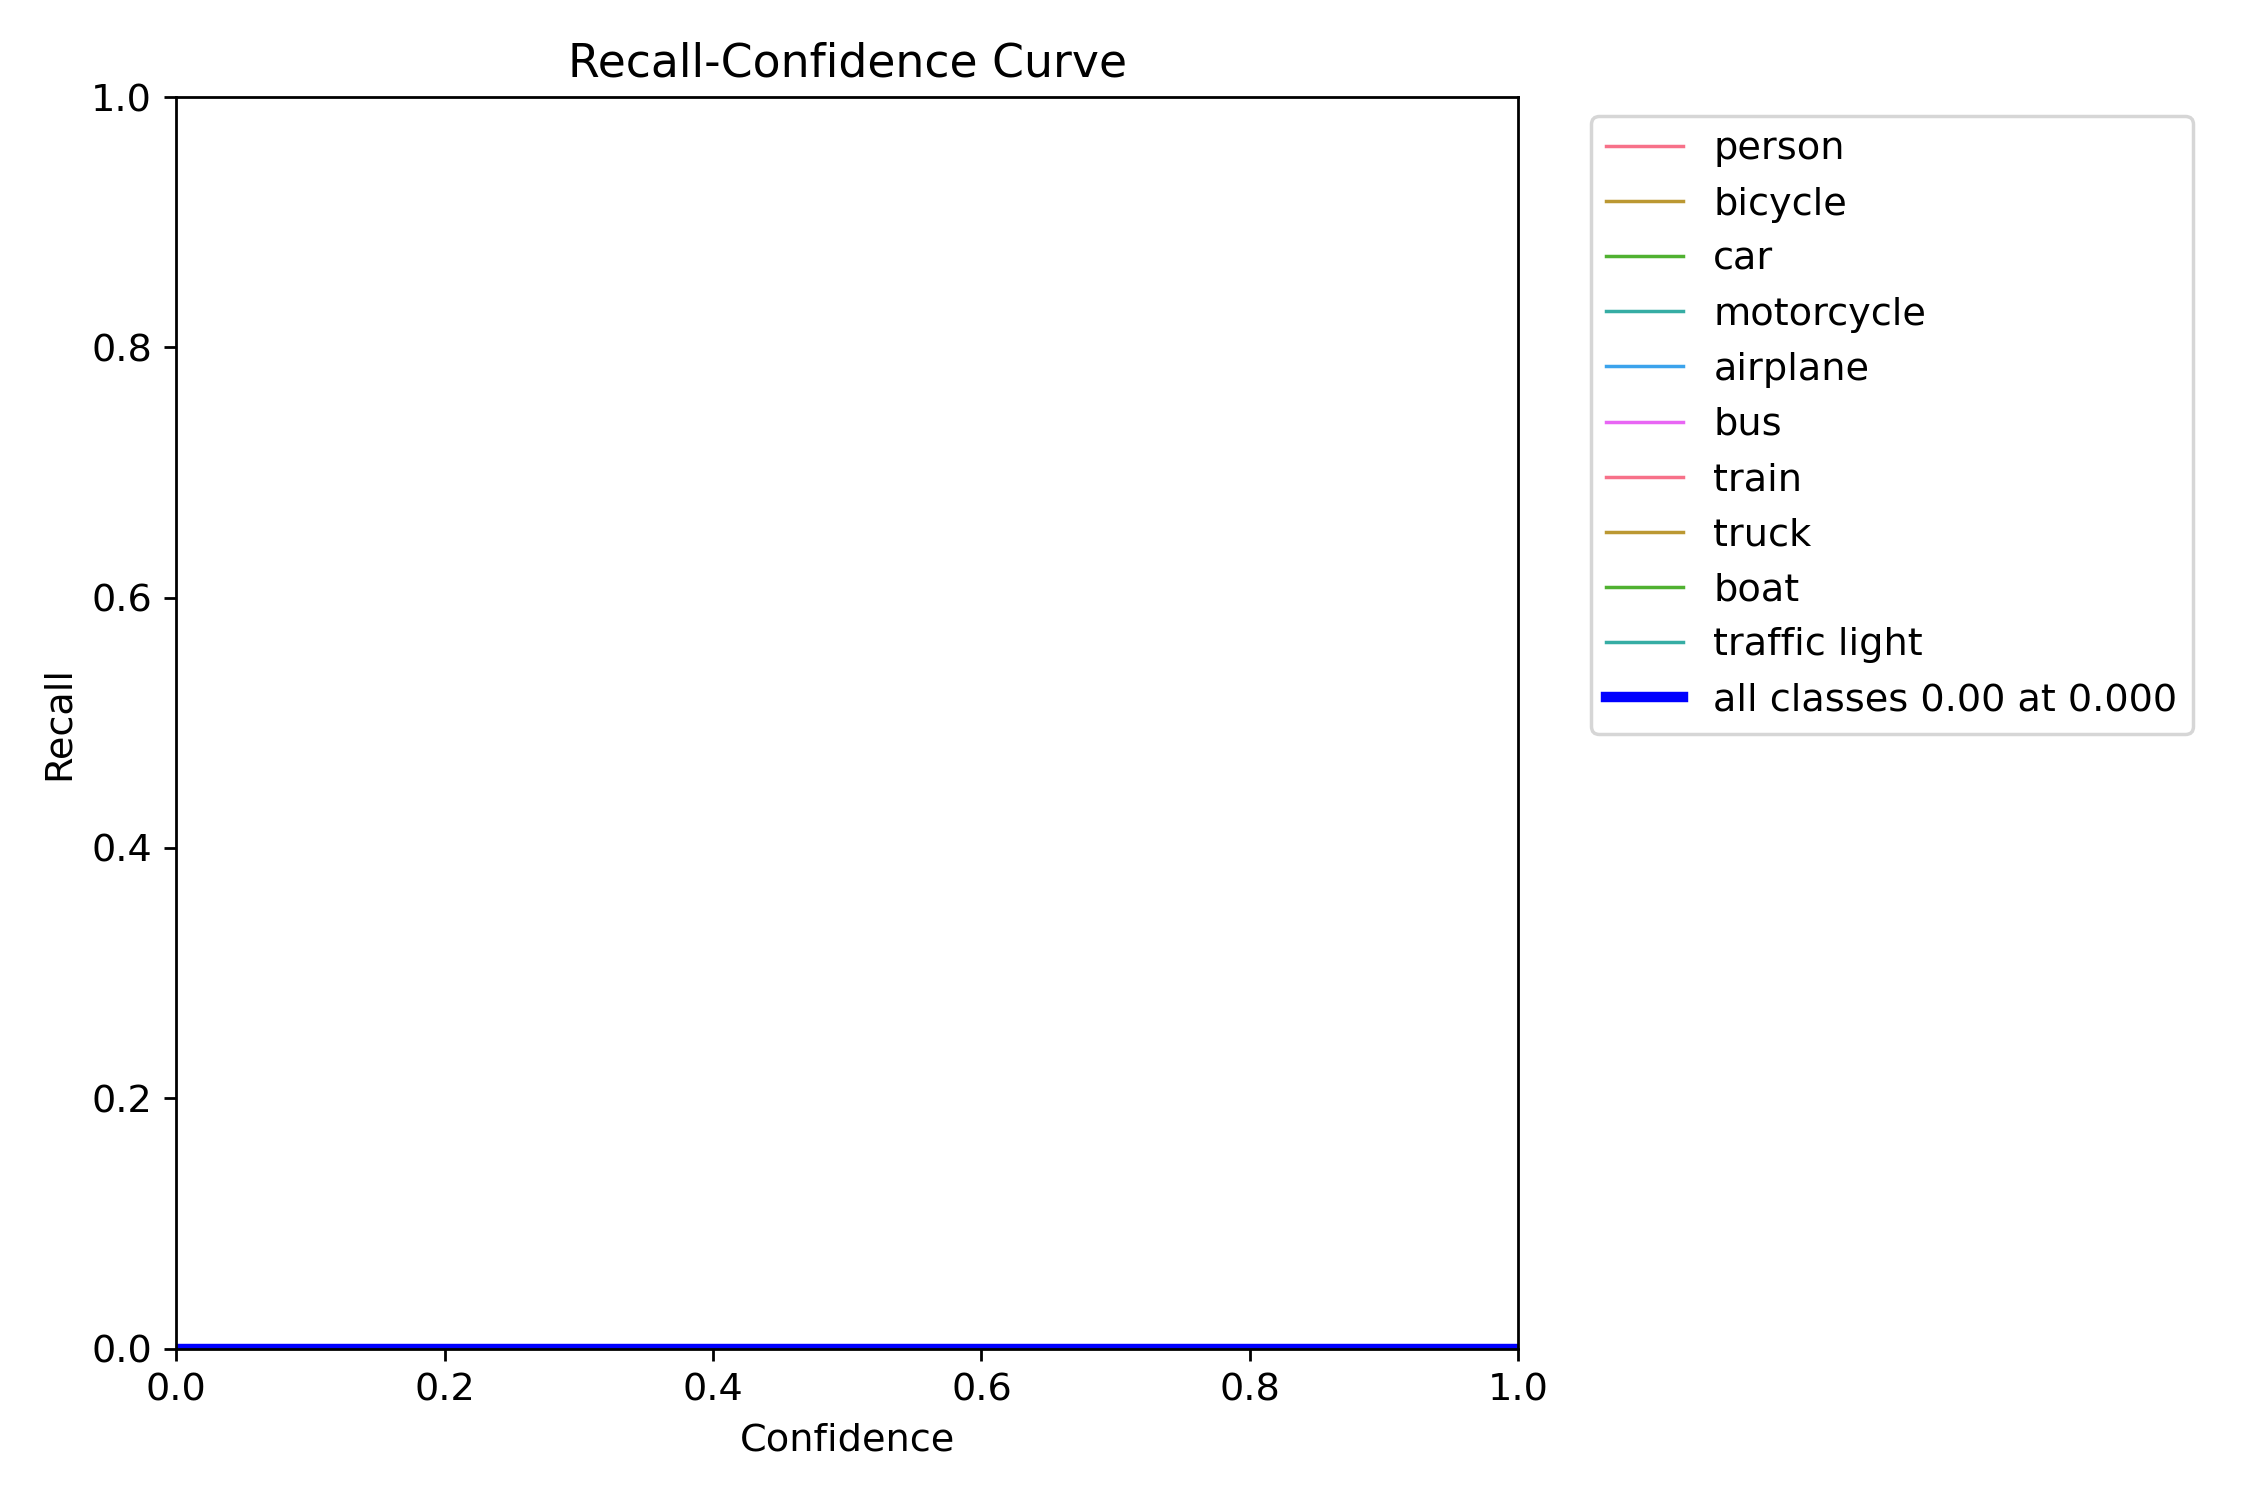 Recall-Confidence Curve
1.0
0.8
0.6
0.4
0.2
0.0
Recall
0.0 0.2 0.4 0.6 0.8 1.0
Confidence
person
bicycle
car
motorcycle
airplane
bus
train
truck
boat
traffic light
all classes 0.00 at 0.000